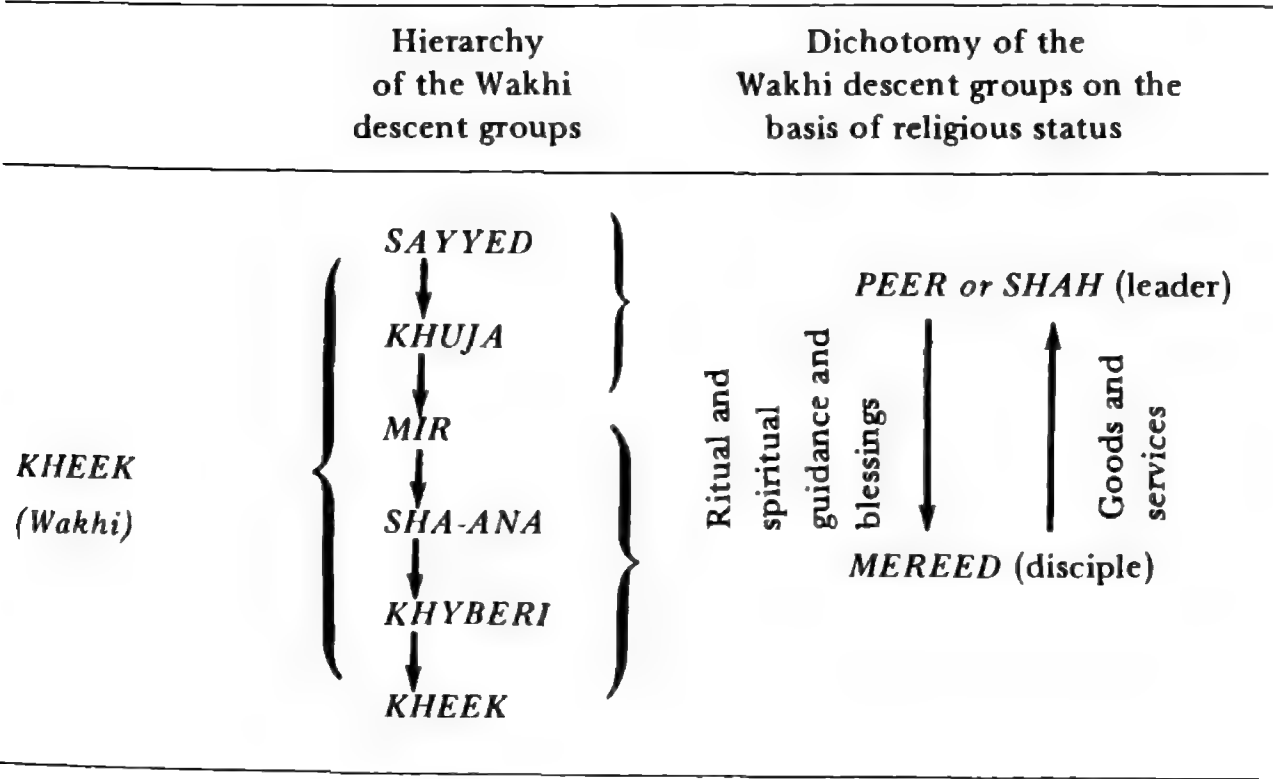 Hierarchy
of the Wakhi
descent groups
Dichotomy of the
Wakhi descent groups on the
basis of religious status
KHEEK
(Wakhi)
SAYYED
KHUJA
MIR
SHA-ANA
KHYBERI
KHEEK
PEER or SHAH (leader)
Ritual and
spiritual
guidance and
blessings
Goods and
services
MEREED (disciple)